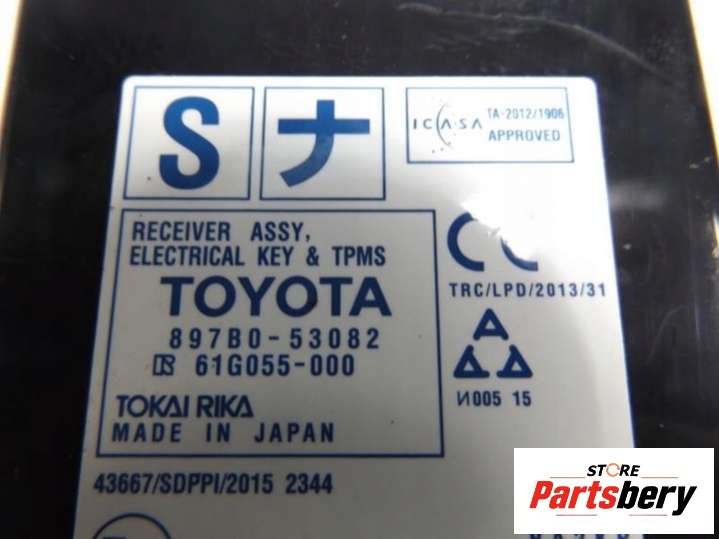 S ナ
ICASA TA-2012/1906
APPROVED
RECEIVER ASSY,
ELECTRICAL KEY & TPMS
TOYOTA
897B0-53082
61G055-000
TOKAI RIKA
MADE IN JAPAN
CE
TRC/LPD/2013/31
И005 15
43667/SDPPI/2015 2344
STORE
Partsbery